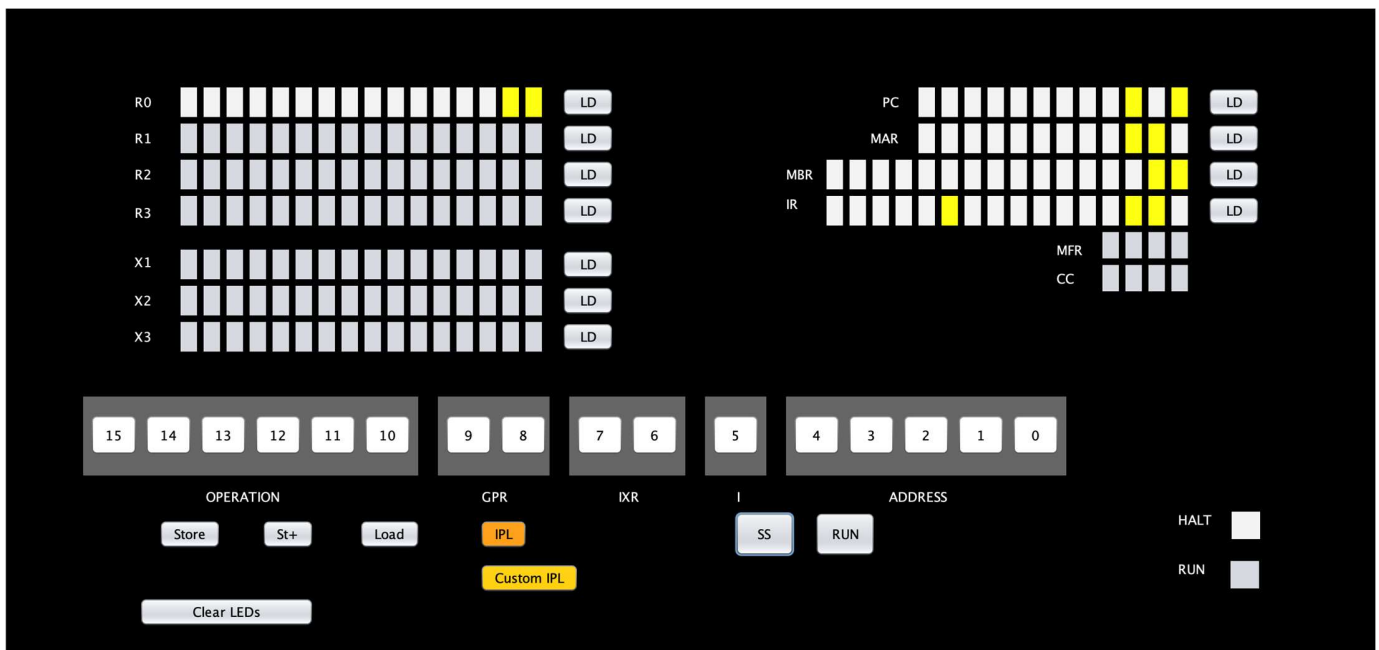 R0 LD PC LD
R1 LD MAR LD
R2 LD MBR LD
R3 LD IR LD
MFR
X1 LD CC
X2 LD
X3 LD
15 14 13 12 11 10 9 8 7 6 5 4 3 2 1 0
OPERATION GPR IXR I ADDRESS
Store St+ Load IPL SS RUN HALT
Custom IPL RUN
Clear LEDs